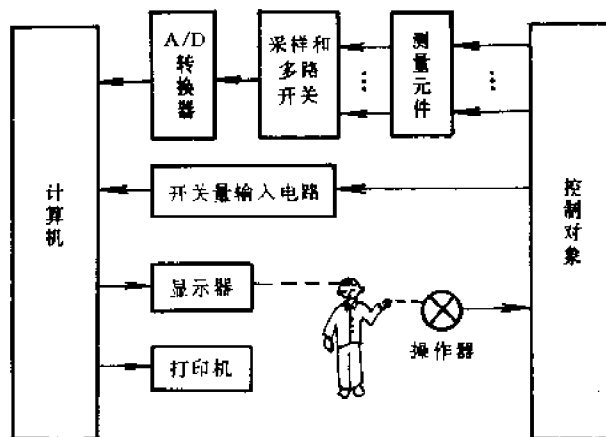 A/D
转换器
采样和
多路
开关
测量元件
计算机
开关量输入电路
控制对象
显示器
操作器
打印机